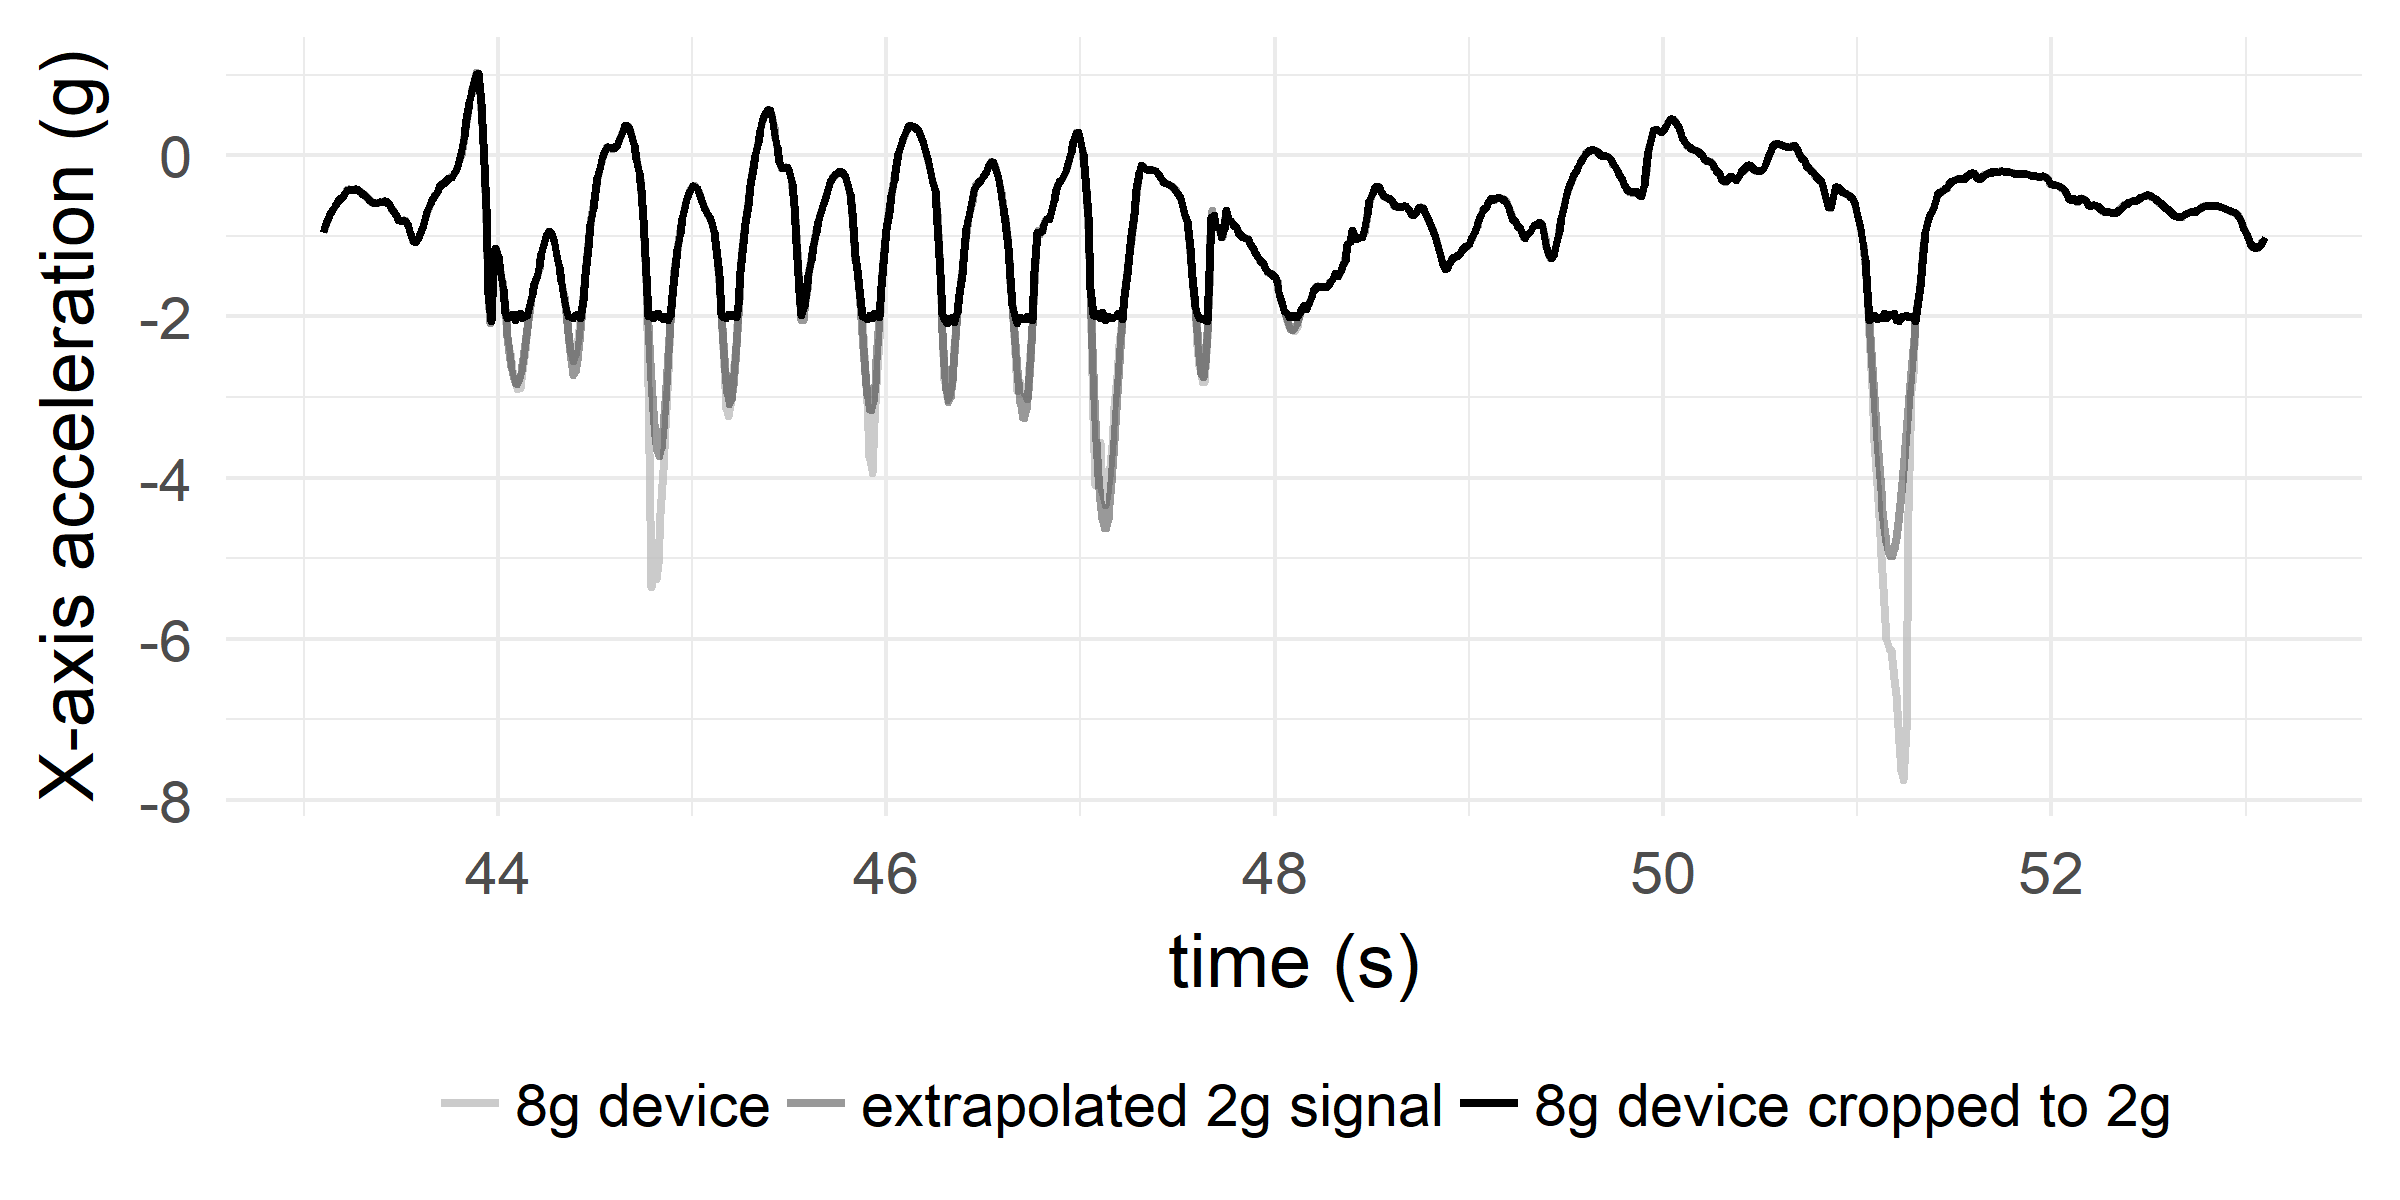 X-axis acceleration (g)
0
-2
-4
-6
-8
44 46 48 50 52
time (s)
8g device extrapolated 2g signal 8g device cropped to 2g